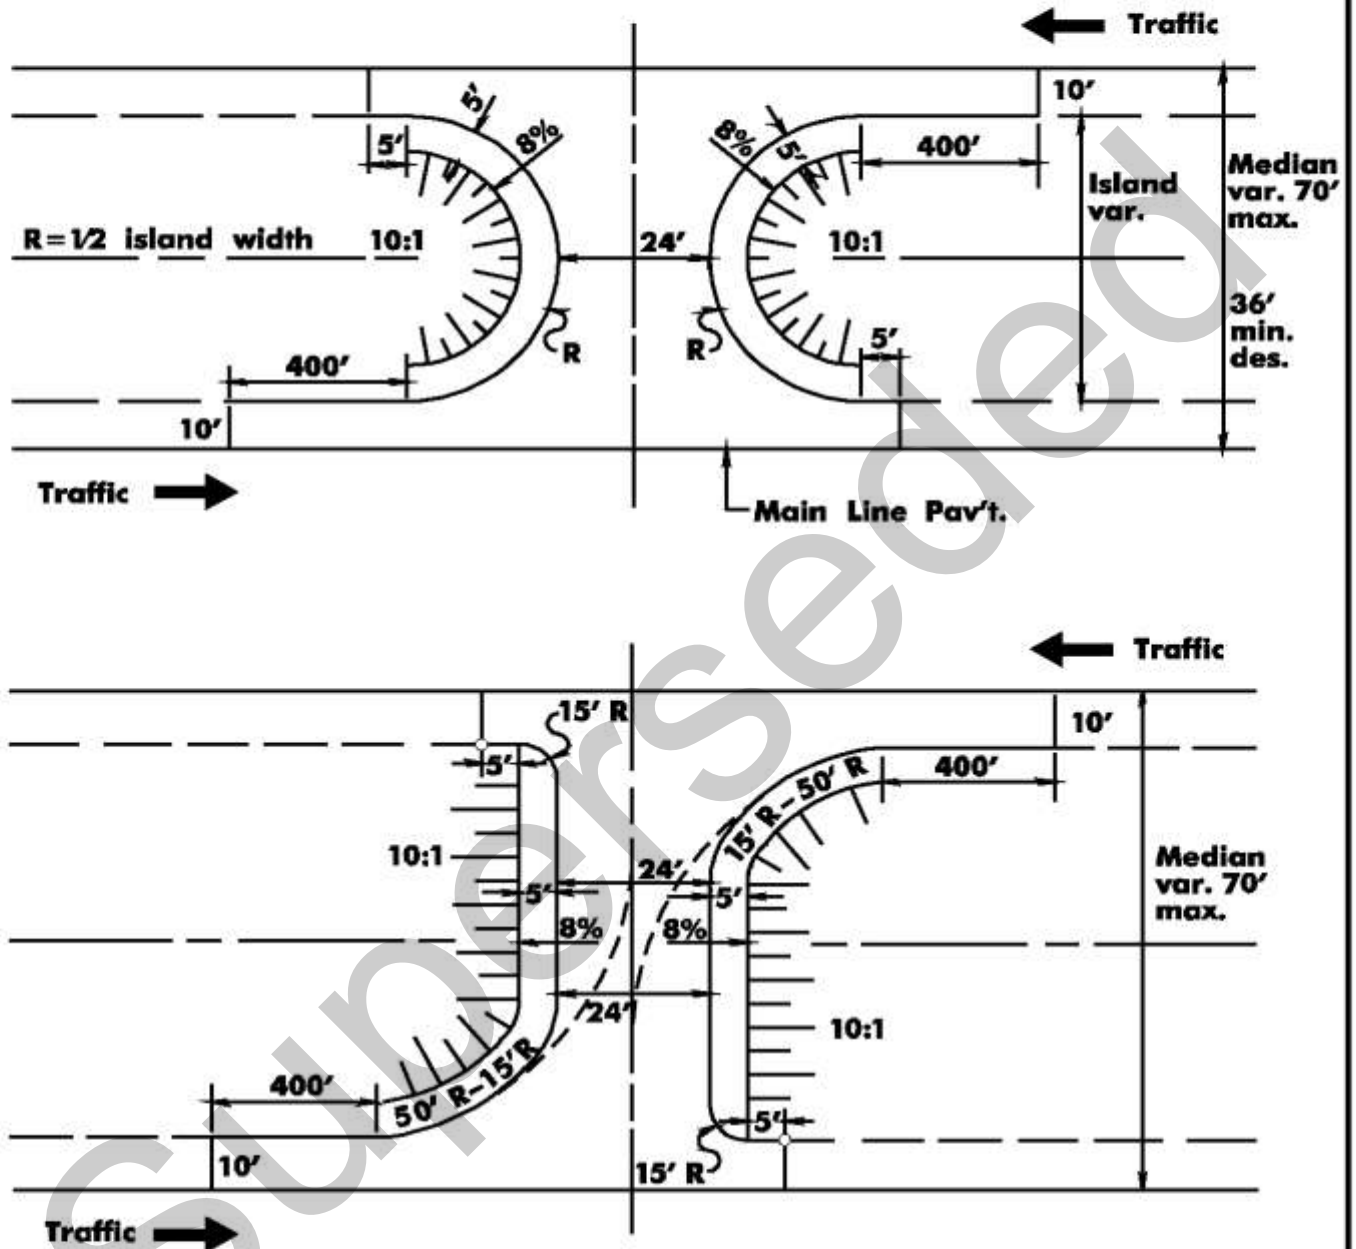 Traffic
10'
5'
8%
8%
5'
5'
400'
Island
var.
Median
var. 70'
max.
R=1/2 island width
10:1
24'
10:1
36'
min.
des.
R
R
5'
400'
10'
Traffic
Main Line Pav't.
Traffic
15' R
10'
5'
400'
15' R-50' R
10:1
24'
Median
var. 70'
max.
5'
5'
8%
8%
24'
10:1
400'
50' R-15'R
5'
10'
15' R
Traffic
Superseded